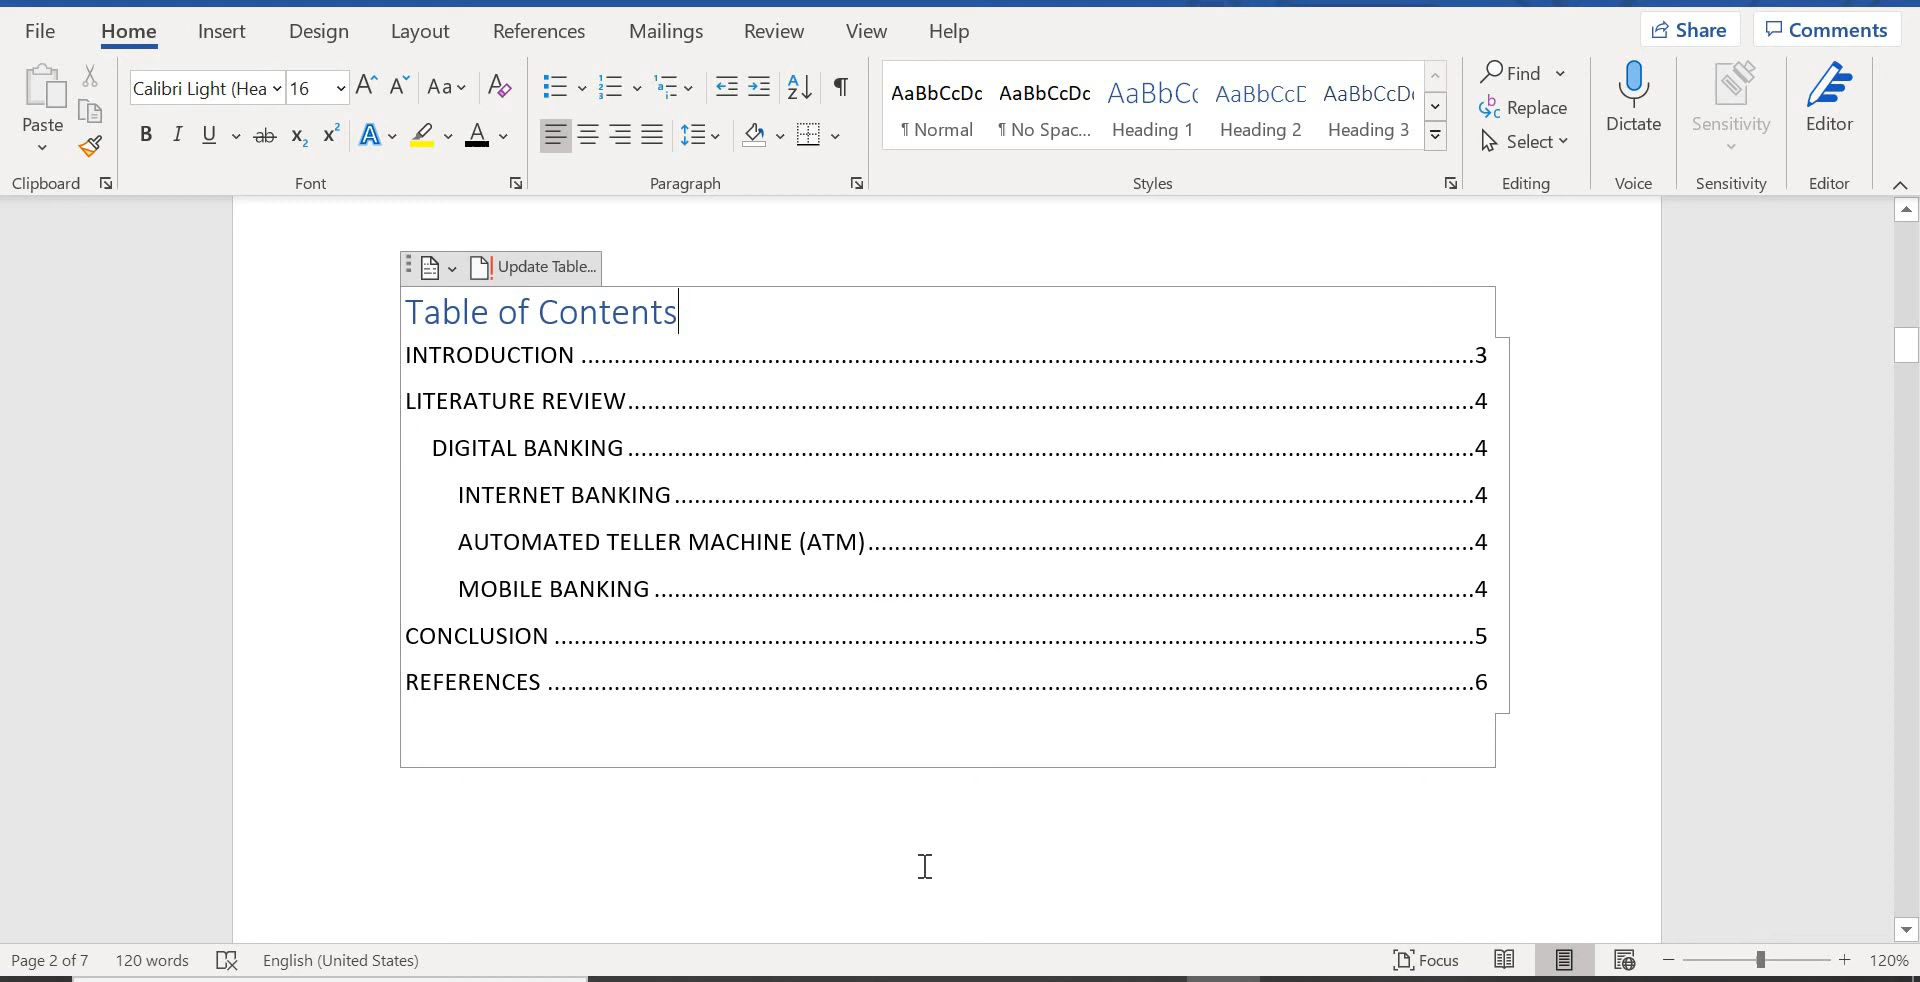 File Home Insert Design Layout References Mailings Review View Help Share Comments
Calibri Light (Hea 16 Aa AaBbCcDc AaBbCcDc AaBbCc AaBbCcD AaBbCcD Find
Paste B I U ab x2 x2 A A ¶ Normal ¶ No Spac... Heading 1 Heading 2 Heading 3 Replace Dictate Sensitivity Editor
Select
Clipboard Font Paragraph Styles Editing Voice Sensitivity Editor
Update Table...
Table of Contents
INTRODUCTION ........................................................................................................................................3
LITERATURE REVIEW................................................................................................................................4
DIGITAL BANKING ................................................................................................................................4
INTERNET BANKING ..........................................................................................................................4
AUTOMATED TELLER MACHINE (ATM)............................................................................................4
MOBILE BANKING .............................................................................................................................4
CONCLUSION ............................................................................................................................................5
REFERENCES .............................................................................................................................................6
Page 2 of 7 120 words English (United States) Focus 120%